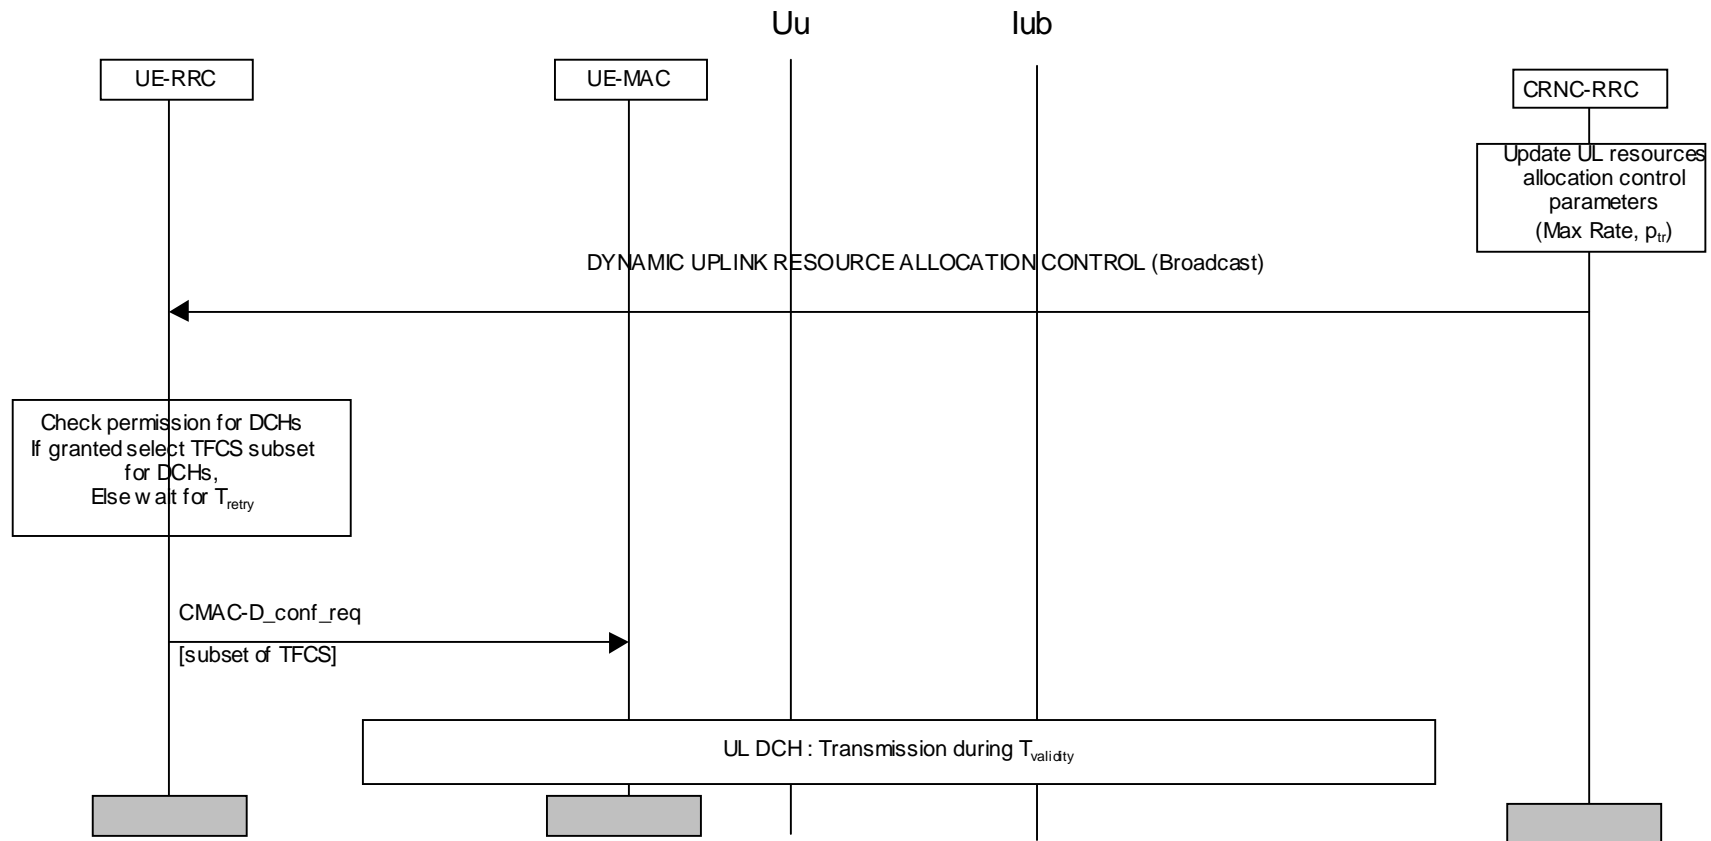 Uu
Iub
UE-RRC
UE-MAC
CRNC-RRC
Update UL resources
allocation control
parameters
(Max Rate, ptr)
DYNAMIC UPLINK RESOURCE ALLOCATION CONTROL (Broadcast)
Check permission for DCHs
If granted select TFCS subset
for DCHs,
Else wait for Tretry
CMAC-D_conf_req
[subset of TFCS]
UL DCH : Transmission during Tvalidity